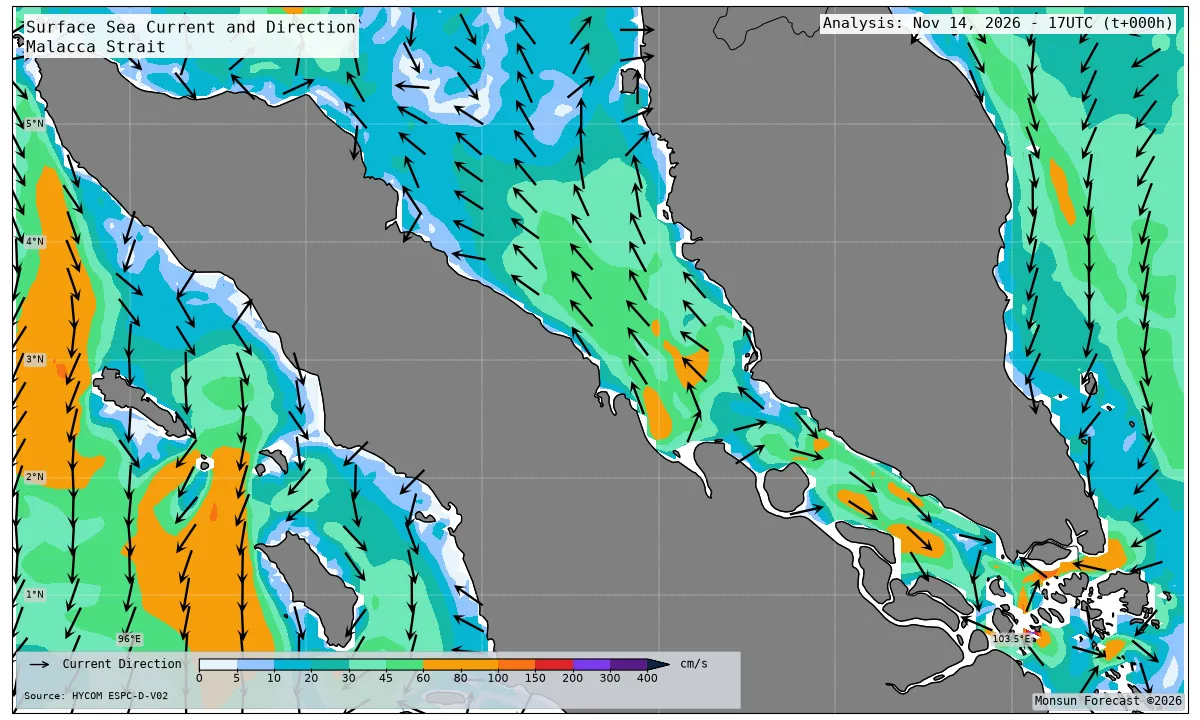 Surface Sea Current and Direction
Malacca Strait
Analysis: Nov 14, 2026 - 17UTC (t+000h)
5°N
4°N
3°N
2°N
1°N
96°E
103.5°E
Current Direction
0 5 10 20 30 45 60 80 100 150 200 300 400
cm/s
Source: HYCOM ESPC-D-V02
Monsun Forecast ©2026